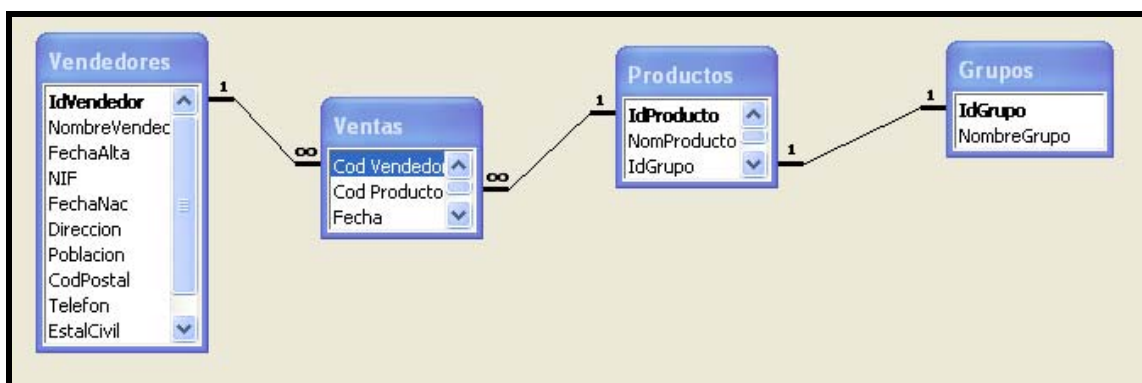 Vendedores
IdVendedor
NombreVendec
FechaAlta
NIF
FechaNac
Direccion
Poblacion
CodPostal
Telefon
EstalCivil
1
∞
Ventas
Cod Vendedor
Cod Producto
Fecha
∞
1
Productos
IdProducto
NomProducto
IdGrupo
1
1
Grupos
IdGrupo
NombreGrupo